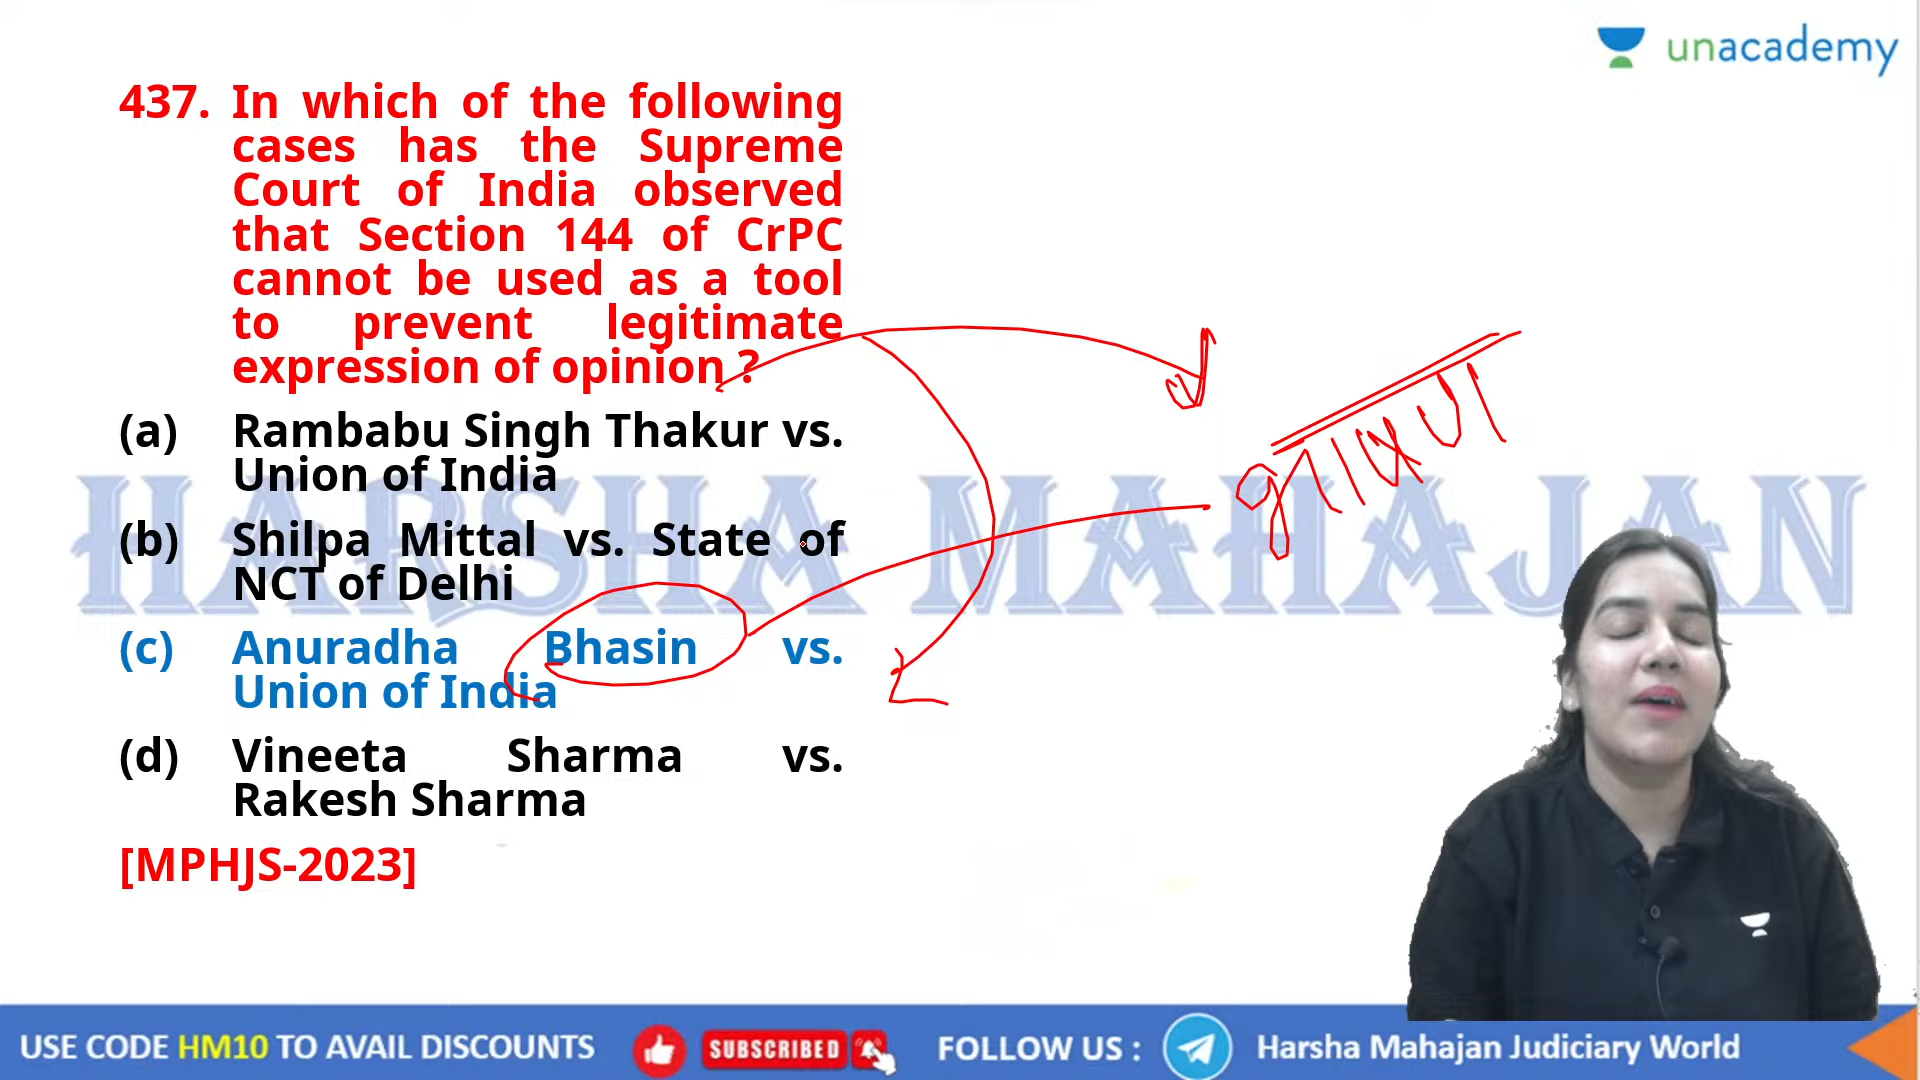 unacademy
437. In which of the following
cases has the Supreme
Court of India observed
that Section 144 of CrPC
cannot be used as a tool
to prevent legitimate
expression of opinion ?
(a) Rambabu Singh Thakur vs.
Union of India
(b) Shilpa Mittal vs. State of
NCT of Delhi
(c) Anuradha Bhasin vs.
Union of India
(d) Vineeta Sharma vs.
Rakesh Sharma
[MPHJS-2023]
HARSHA MAHAJAN
USE CODE HM10 TO AVAIL DISCOUNTS
SUBSCRIBED
FOLLOW US :
Harsha Mahajan Judiciary World